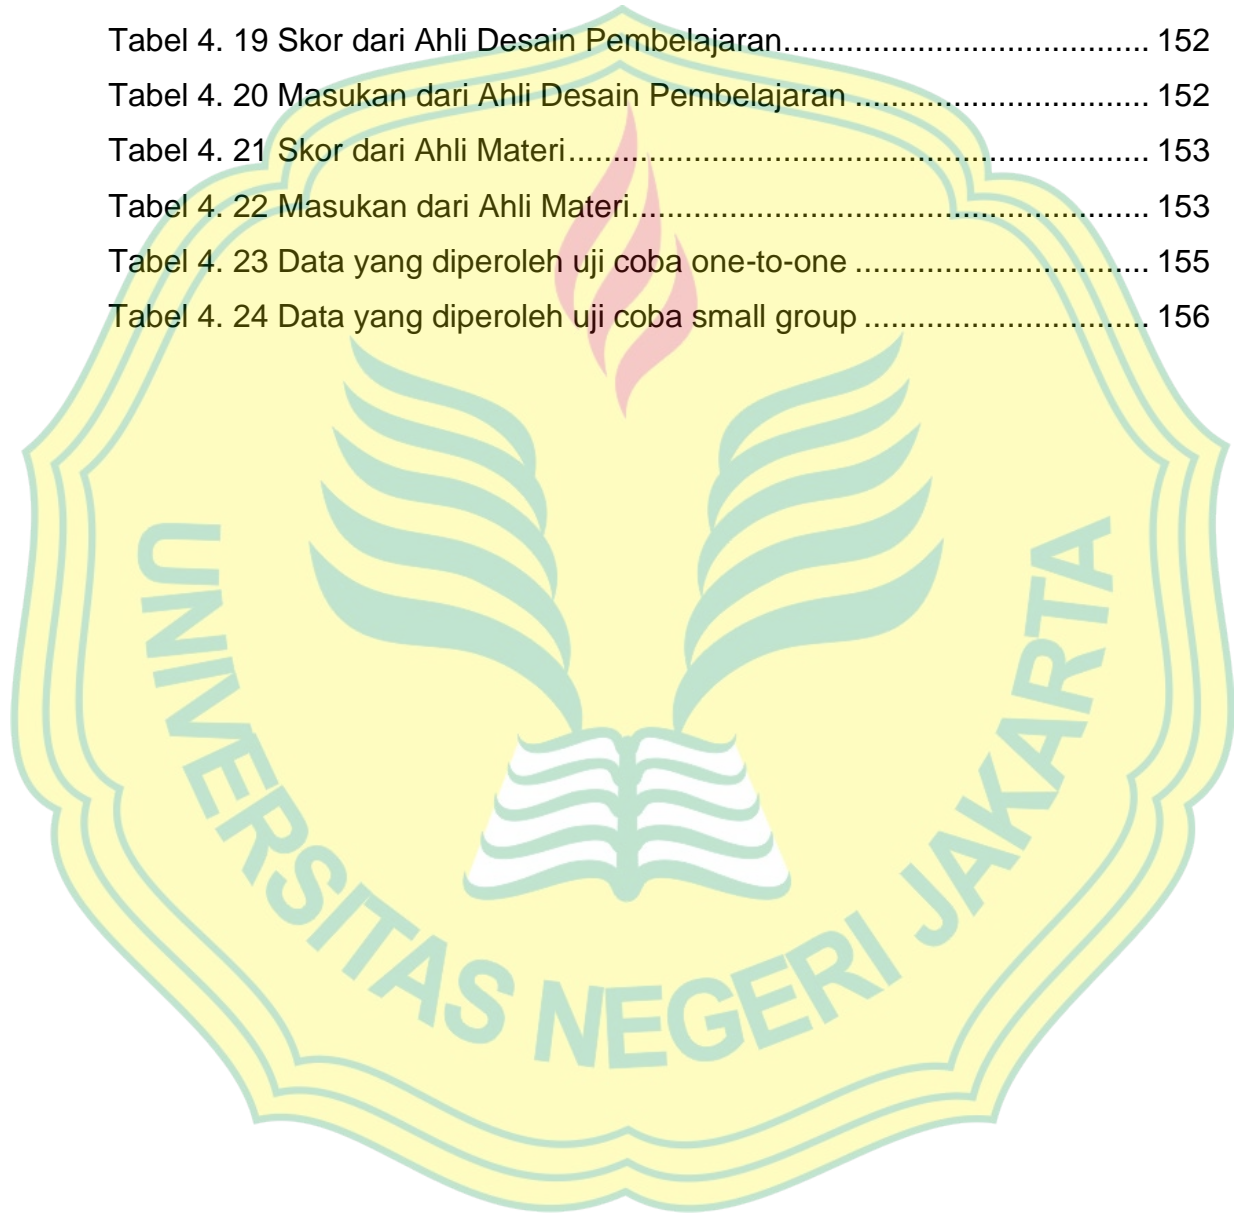 Tabel 4. 19 Skor dari Ahli Desain Pembelajaran......................................... 152
Tabel 4. 20 Masukan dari Ahli Desain Pembelajaran ................................. 152
Tabel 4. 21 Skor dari Ahli Materi................................................................. 153
Tabel 4. 22 Masukan dari Ahli Materi.......................................................... 153
Tabel 4. 23 Data yang diperoleh uji coba one-to-one ................................. 155
Tabel 4. 24 Data yang diperoleh uji coba small group ................................ 156
UNIVERSITAS NEGERI JAKARTA